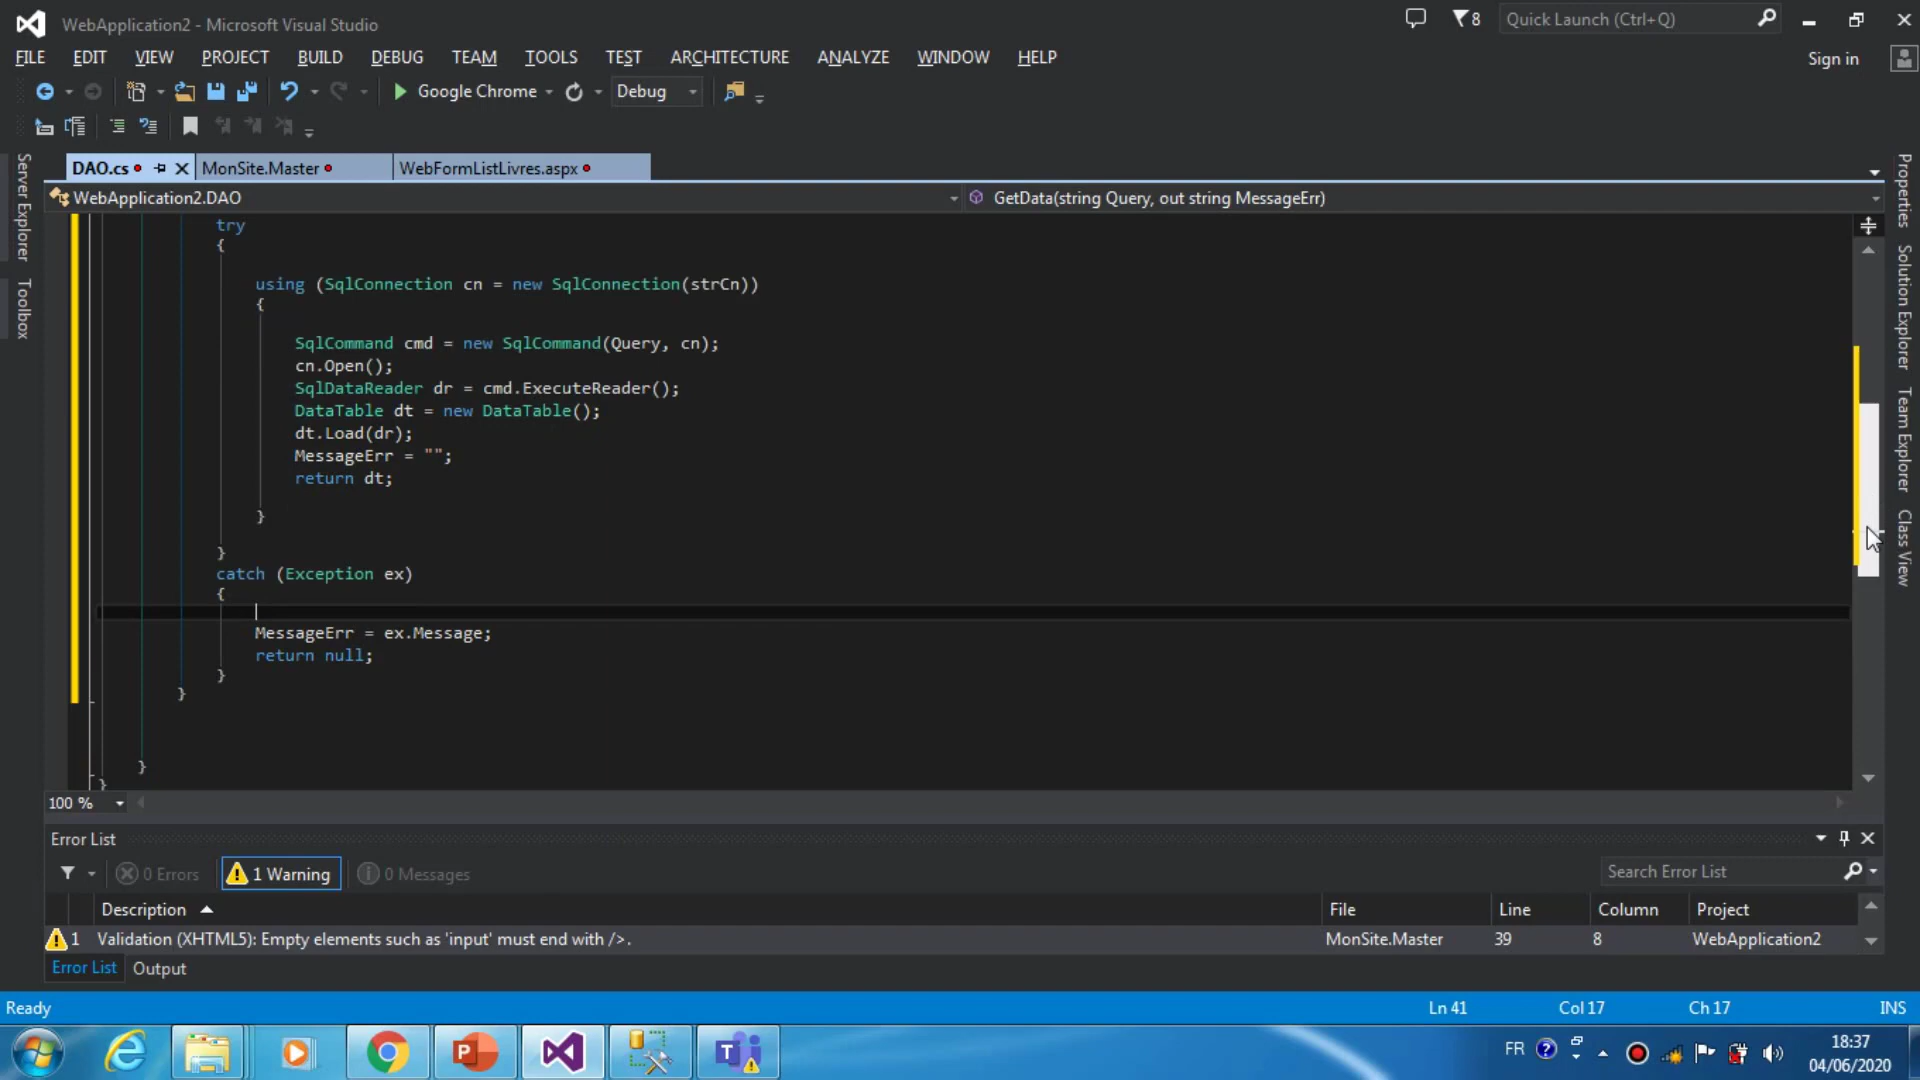 WebApplication2 - Microsoft Visual Studio
8
Quick Launch (Ctrl+Q)
FILE EDIT VIEW PROJECT BUILD DEBUG TEAM TOOLS TEST ARCHITECTURE ANALYZE WINDOW HELP
Sign in
Google Chrome
Debug
DAO.cs
MonSite.Master
WebFormListLivres.aspx
WebApplication2.DAO
GetData(string Query, out string MessageErr)
Server Explorer
Toolbox
Properties
Solution Explorer
Team Explorer
Class View
try
{
using (SqlConnection cn = new SqlConnection(strCn))
{
SqlCommand cmd = new SqlCommand(Query, cn);
cn.Open();
SqlDataReader dr = cmd.ExecuteReader();
DataTable dt = new DataTable();
dt.Load(dr);
MessageErr = "";
return dt;
}
}
catch (Exception ex)
{
MessageErr = ex.Message;
return null;
}
}
}
}
100 %
Error List
0 Errors
1 Warning
0 Messages
Search Error List
Description File Line Column Project
1 Validation (XHTML5): Empty elements such as 'input' must end with />. MonSite.Master 39 8 WebApplication2
Error List Output
Ready
Ln 41 Col 17 Ch 17 INS
FR
18:37
04/06/2020